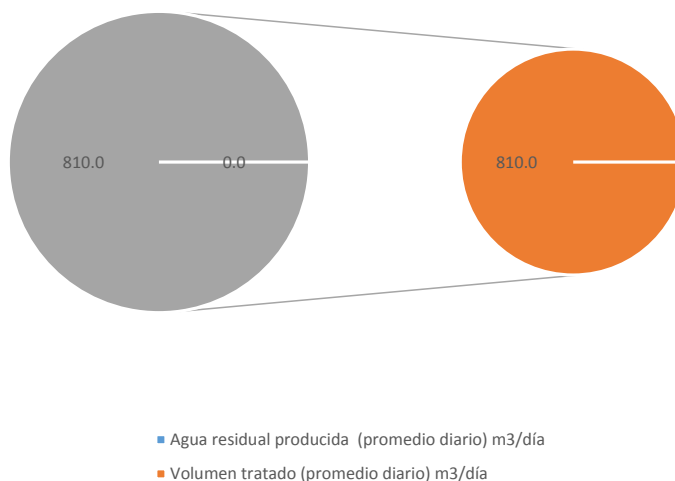 810.0
0.0
810.0
Agua residual producida (promedio diario) m3/día
Volumen tratado (promedio diario) m3/día